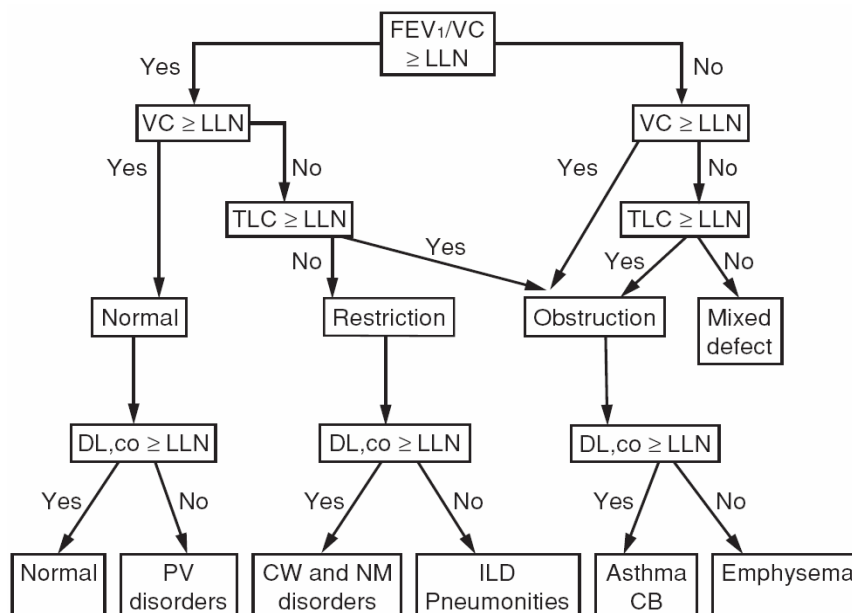 FEV₁/VC
≥ LLN
Yes
No
VC ≥ LLN
VC ≥ LLN
Yes
No
Yes
No
TLC ≥ LLN
TLC ≥ LLN
No
Yes
Yes
No
Normal
Restriction
Obstruction
Mixed
defect
DL,co ≥ LLN
DL,co ≥ LLN
DL,co ≥ LLN
Yes
No
Yes
No
Yes
No
Normal
PV
disorders
CW and NM
disorders
ILD
Pneumonities
Asthma
CB
Emphysema